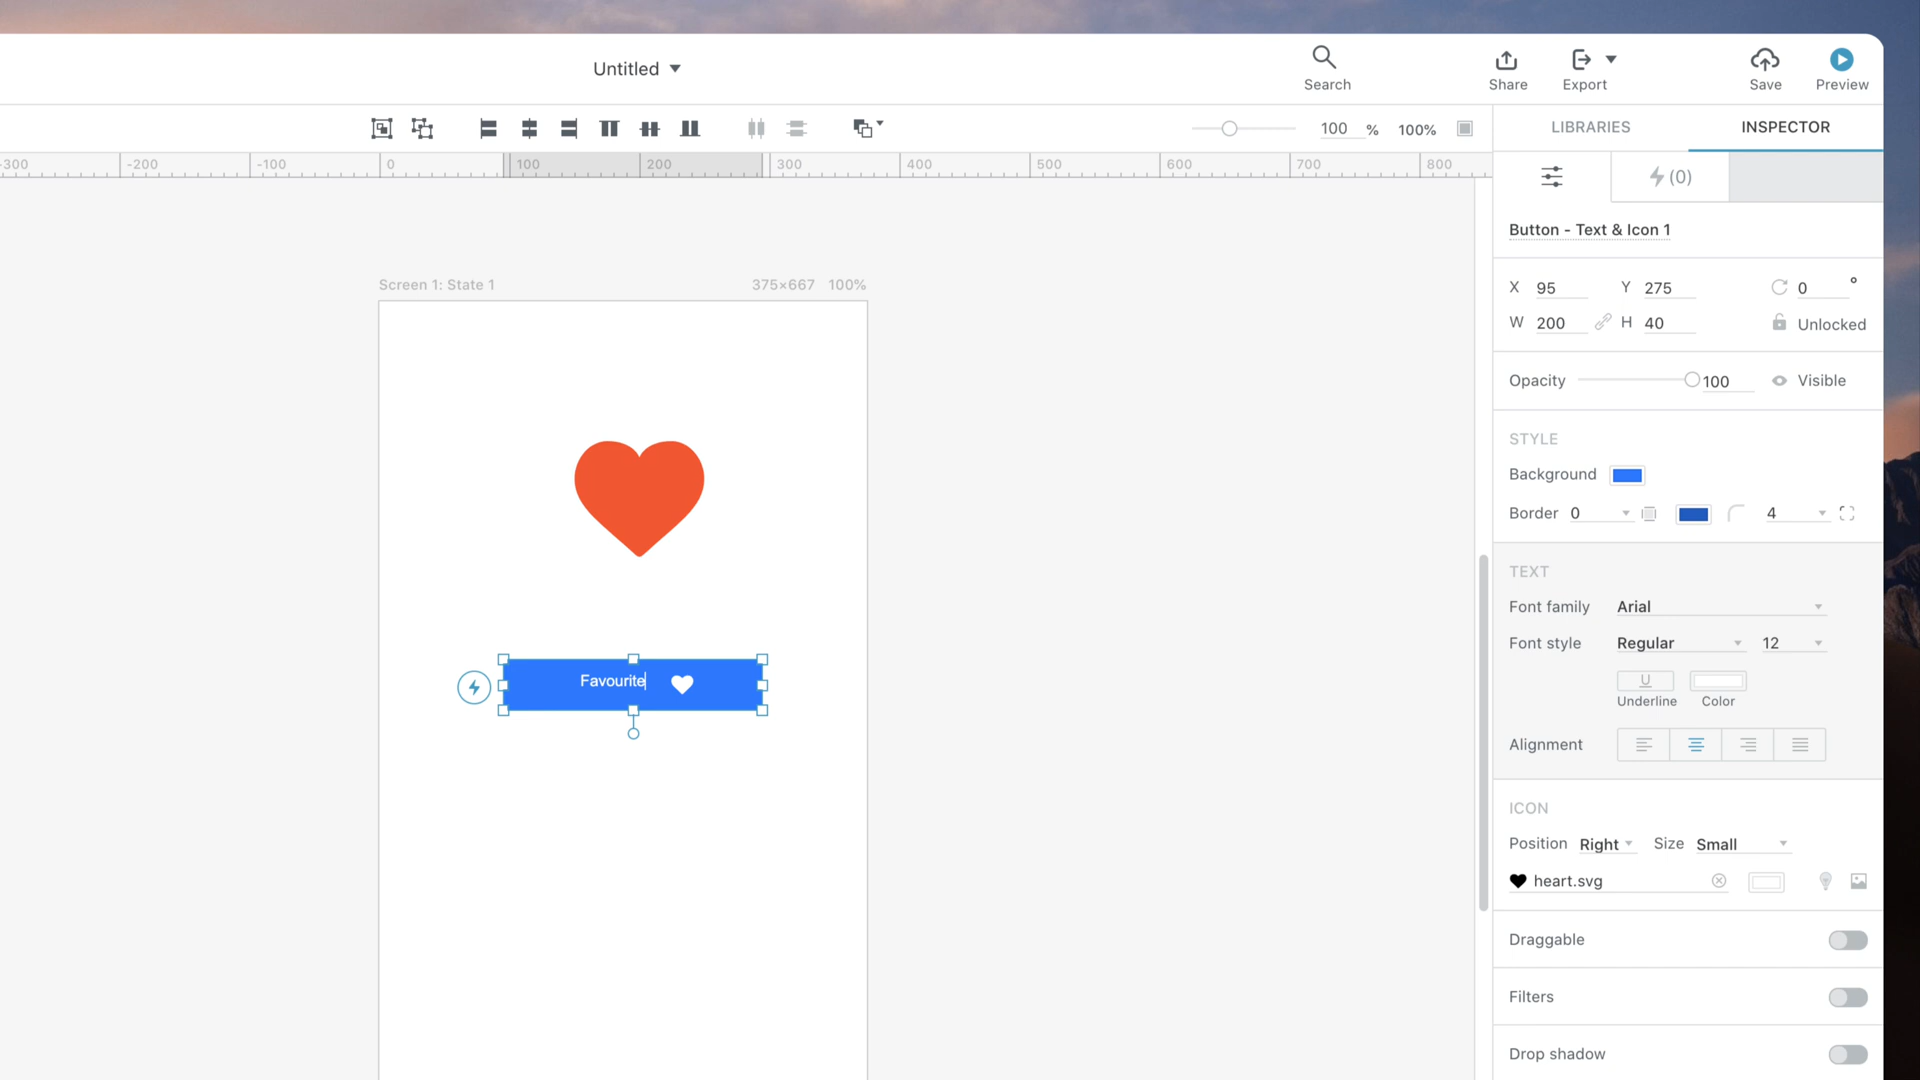 Untitled
Search
Share
Export
Save
Preview
100 %
100%
LIBRARIES
INSPECTOR
-300 -200 -100 0 100 200 300 400 500 600 700 800
(0)
Button - Text & Icon 1
X 95 Y 275 0 °
W 200 H 40 Unlocked
Opacity 100 Visible
STYLE
Background
Border 0 4
TEXT
Font family Arial
Font style Regular 12
U
Underline Color
Alignment
ICON
Position Right Size Small
heart.svg
Draggable
Filters
Drop shadow
Screen 1: State 1 375×667 100%
Favourite